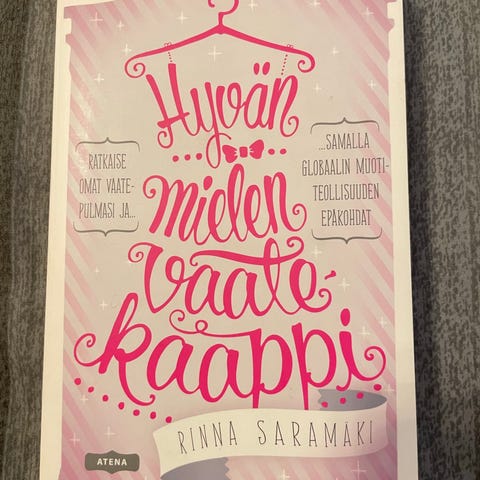 Hyvän
RATKAISE
OMAT VAATE-
PULMASI JA...
...SAMALLA
GLOBAALIN MUOTI-
TEOLLISUUDEN
EPÄKOHDAT
mielen
vaate-
kaappi
RINNA SARAMÄKI
ATENA